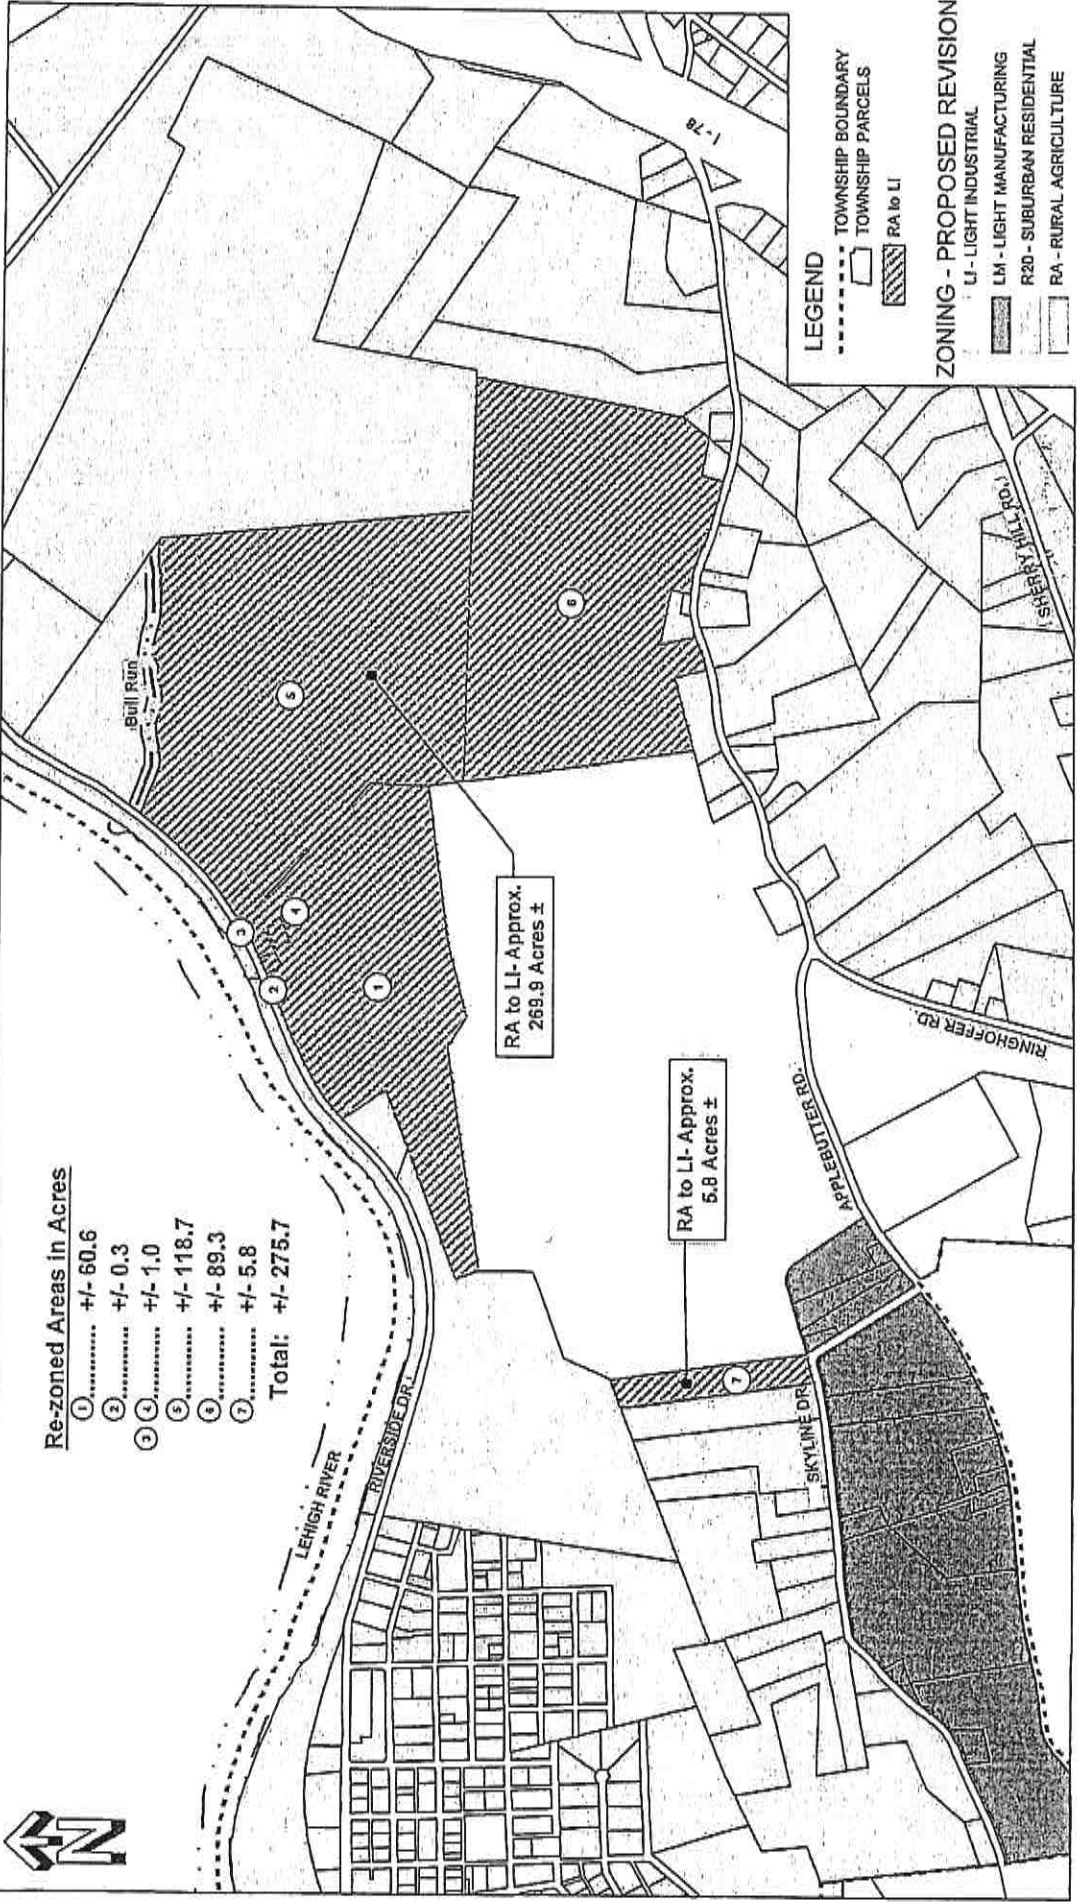 N
Re-zoned Areas in Acres
1 ............ +/- 60.6
2 ............ +/- 0.3
3 4 ............ +/- 1.0
5 ............ +/- 118.7
6 ............ +/- 89.3
7 ............ +/- 5.8
Total: +/- 275.7
LEHIGH RIVER
RIVERSIDE DR.
Bull Run
1
2
3
4
5
6
7
RA to LI- Approx.
269.9 Acres ±
RA to LI- Approx.
5.8 Acres ±
SKYLINE DR.
APPLEBUTTER RD.
RINGHOFFER RD.
SHERRY HILL RD.
I-78
LEGEND
TOWNSHIP BOUNDARY
TOWNSHIP PARCELS
RA to LI
ZONING - PROPOSED REVISION
LI - LIGHT INDUSTRIAL
LM - LIGHT MANUFACTURING
R2D - SUBURBAN RESIDENTIAL
RA - RURAL AGRICULTURE